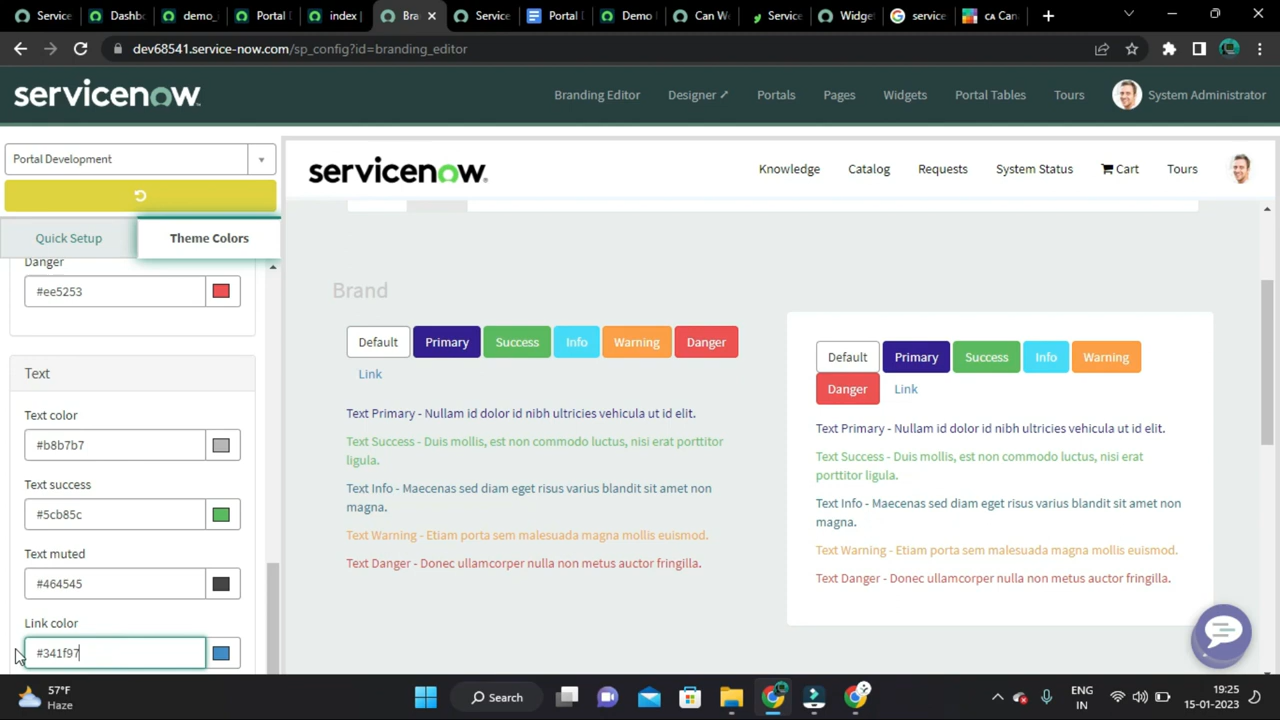 Service
Dashb
demo_
Portal D
index |
Bra
Service
Portal D
Demo I
Can Wo
Service
Widge
service
CA Can
dev68541.service-now.com/sp_config?id=branding_editor
servicenow
Branding Editor
Designer
Portals
Pages
Widgets
Portal Tables
Tours
System Administrator
Portal Development
servicenow.
Knowledge
Catalog
Requests
System Status
Cart
Tours
Quick Setup
Theme Colors
Danger
#ee5253
Text
Text color
#b8b7b7
Text success
#5cb85c
Text muted
#464545
Link color
#341f97
Brand
Default
Primary
Success
Info
Warning
Danger
Link
Text Primary - Nullam id dolor id nibh ultricies vehicula ut id elit.
Text Success - Duis mollis, est non commodo luctus, nisi erat porttitor
ligula.
Text Info - Maecenas sed diam eget risus varius blandit sit amet non
magna.
Text Warning - Etiam porta sem malesuada magna mollis euismod.
Text Danger - Donec ullamcorper nulla non metus auctor fringilla.
Default
Primary
Success
Info
Warning
Danger
Link
Text Primary - Nullam id dolor id nibh ultricies vehicula ut id elit.
Text Success - Duis mollis, est non commodo luctus, nisi erat
porttitor ligula.
Text Info - Maecenas sed diam eget risus varius blandit sit amet non
magna.
Text Warning - Etiam porta sem malesuada magna mollis euismod.
Text Danger - Donec ullamcorper nulla non metus auctor fringilla.
57°F
Haze
Search
ENG
IN
19:25
15-01-2023